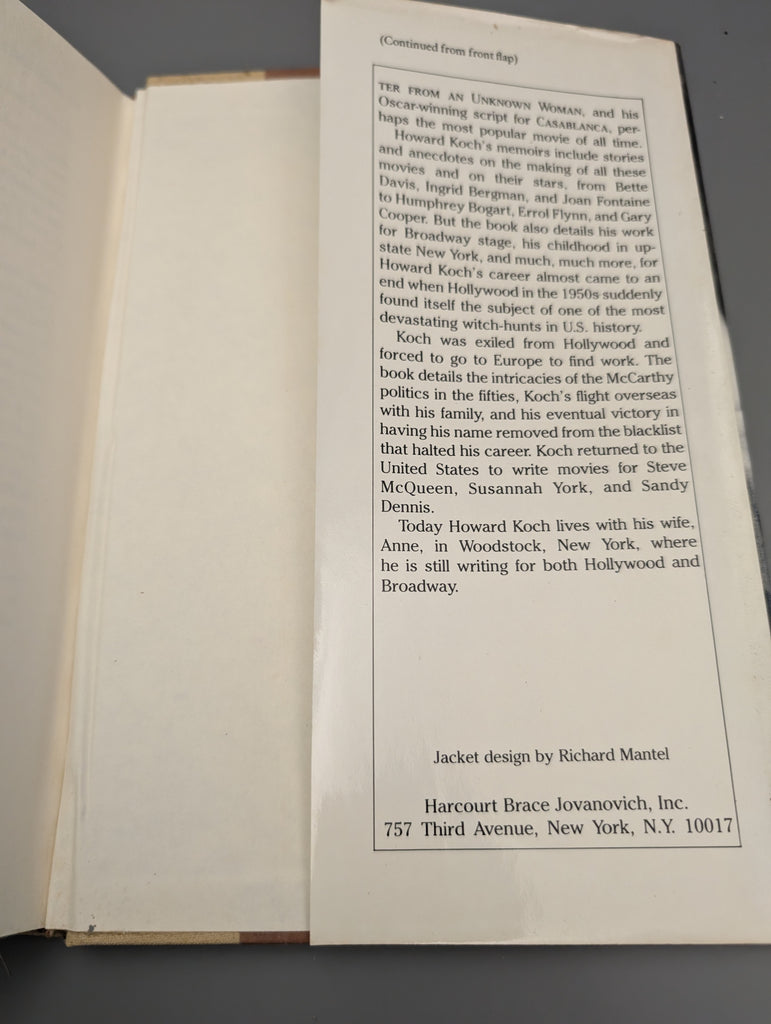 (Continued from front flap)
TER FROM AN UNKNOWN WOMAN, and his
Oscar-winning script for CASABLANCA, per-
haps the most popular movie of all time.
Howard Koch's memoirs include stories
and anecdotes on the making of all these
movies and on their stars, from Bette
Davis, Ingrid Bergman, and Joan Fontaine
to Humphrey Bogart, Errol Flynn, and Gary
Cooper. But the book also details his work
for Broadway stage, his childhood in up-
state New York, and much, much more, for
Howard Koch's career almost came to an
end when Hollywood in the 1950s suddenly
found itself the subject of one of the most
devastating witch-hunts in U.S. history.
Koch was exiled from Hollywood and
forced to go to Europe to find work. The
book details the intricacies of the McCarthy
politics in the fifties, Koch's flight overseas
with his family, and his eventual victory in
having his name removed from the blacklist
that halted his career. Koch returned to the
United States to write movies for Steve
McQueen, Susannah York, and Sandy
Dennis.
Today Howard Koch lives with his wife,
Anne, in Woodstock, New York, where
he is still writing for both Hollywood and
Broadway.
Jacket design by Richard Mantel
Harcourt Brace Jovanovich, Inc.
757 Third Avenue, New York, N.Y. 10017